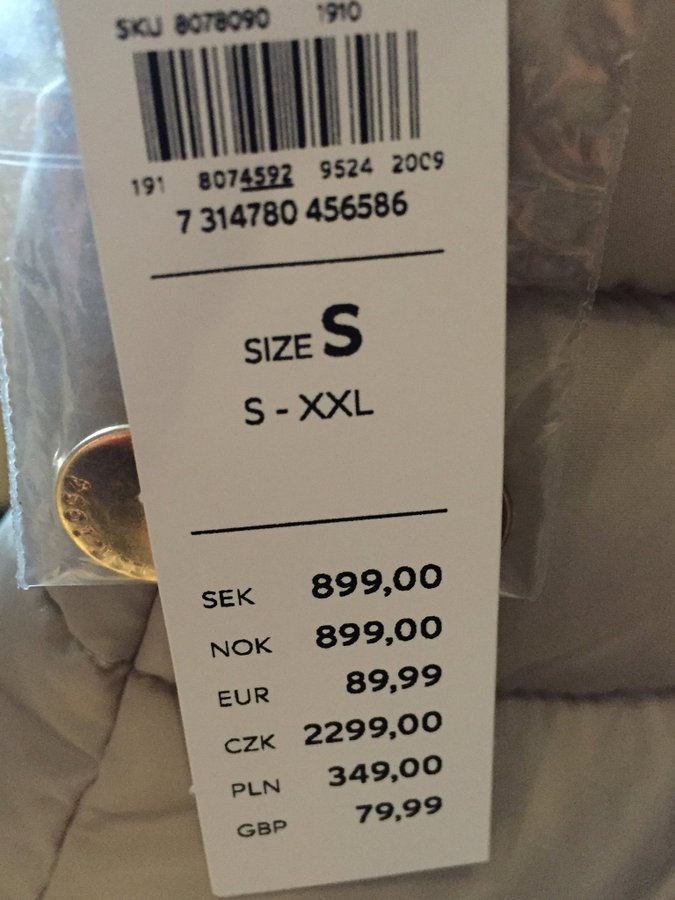 SKU 8078090 1910
191 8074592 9524 2009
7 314780 456586
SIZE S
S - XXL
SEK 899,00
NOK 899,00
EUR 89,99
CZK 2299,00
PLN 349,00
GBP 79,99